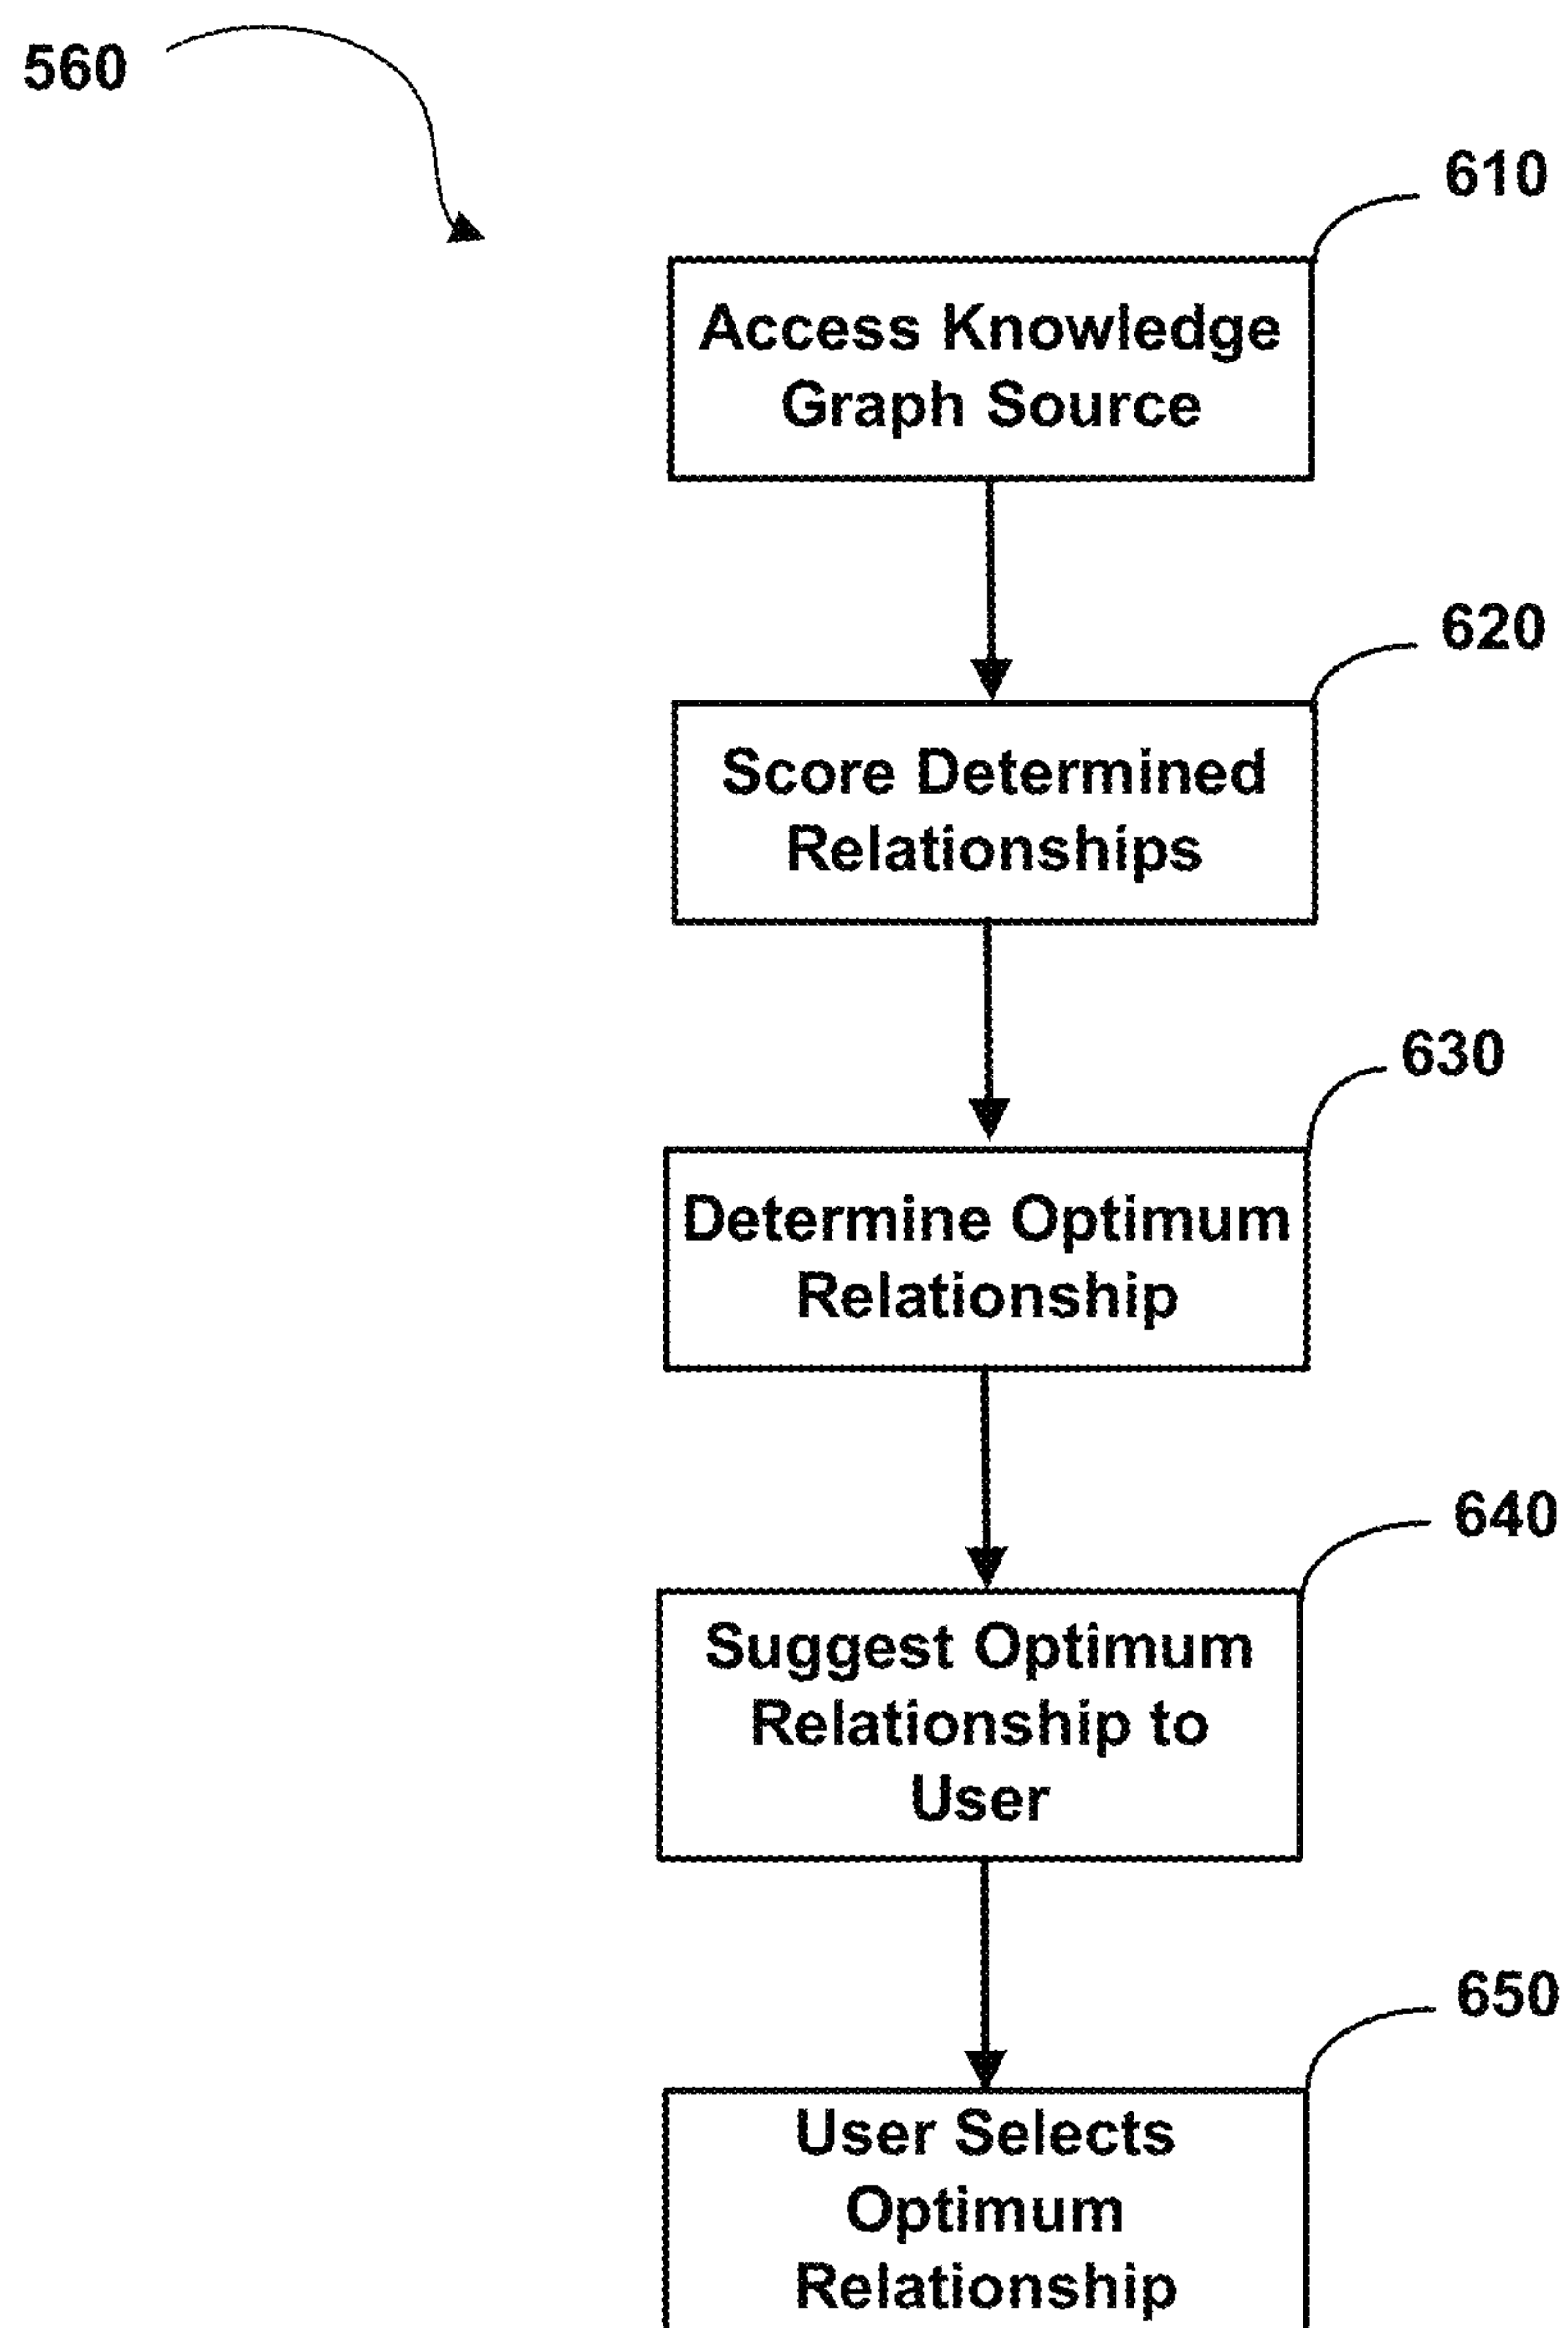 560
610
Access Knowledge
Graph Source
620
Score Determined
Relationships
630
Determine Optimum
Relationship
640
Suggest Optimum
Relationship to
User
650
User Selects
Optimum
Relationship